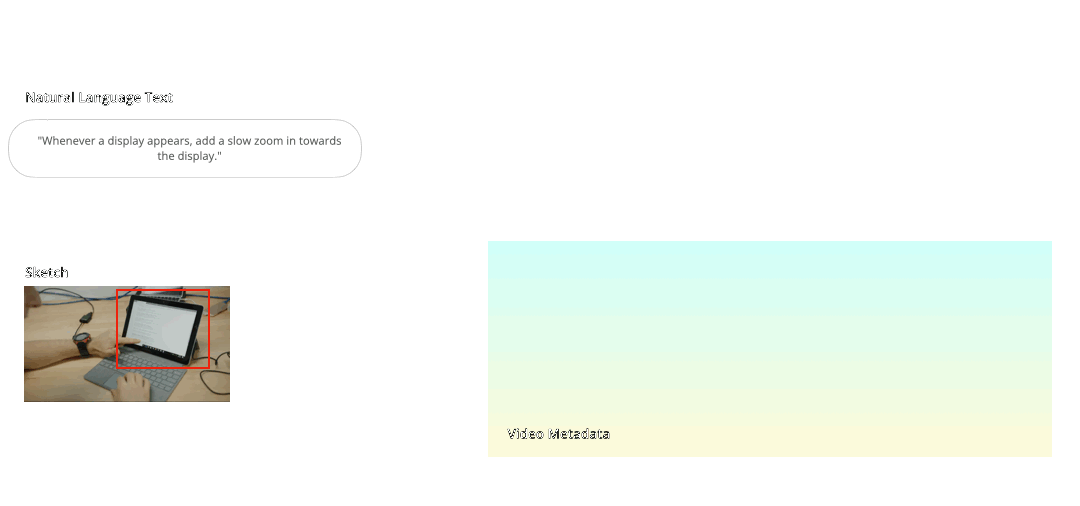 Natural Language Text
"Whenever a display appears, add a slow zoom in towards
the display."
Sketch
Video Metadata